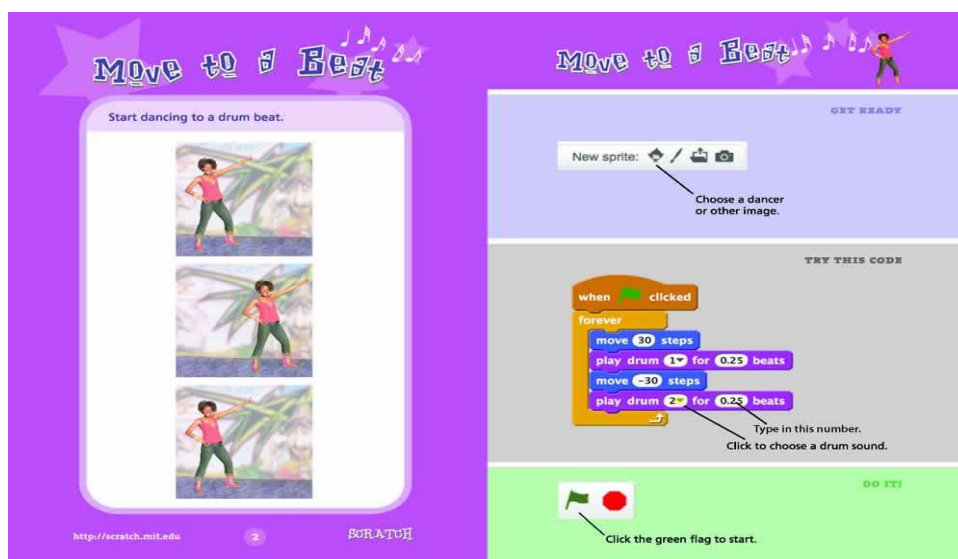 Move to a Beat
Start dancing to a drum beat.
http://scratch.mit.edu
2
SCRATCH
Move to a Beat
GET READY
New sprite:
Choose a dancer
or other image.
TRY THIS CODE
when clicked
forever
move 30 steps
play drum 1 for 0.25 beats
move -30 steps
play drum 2 for 0.25 beats
Type in this number.
Click to choose a drum sound.
DO IT!
Click the green flag to start.